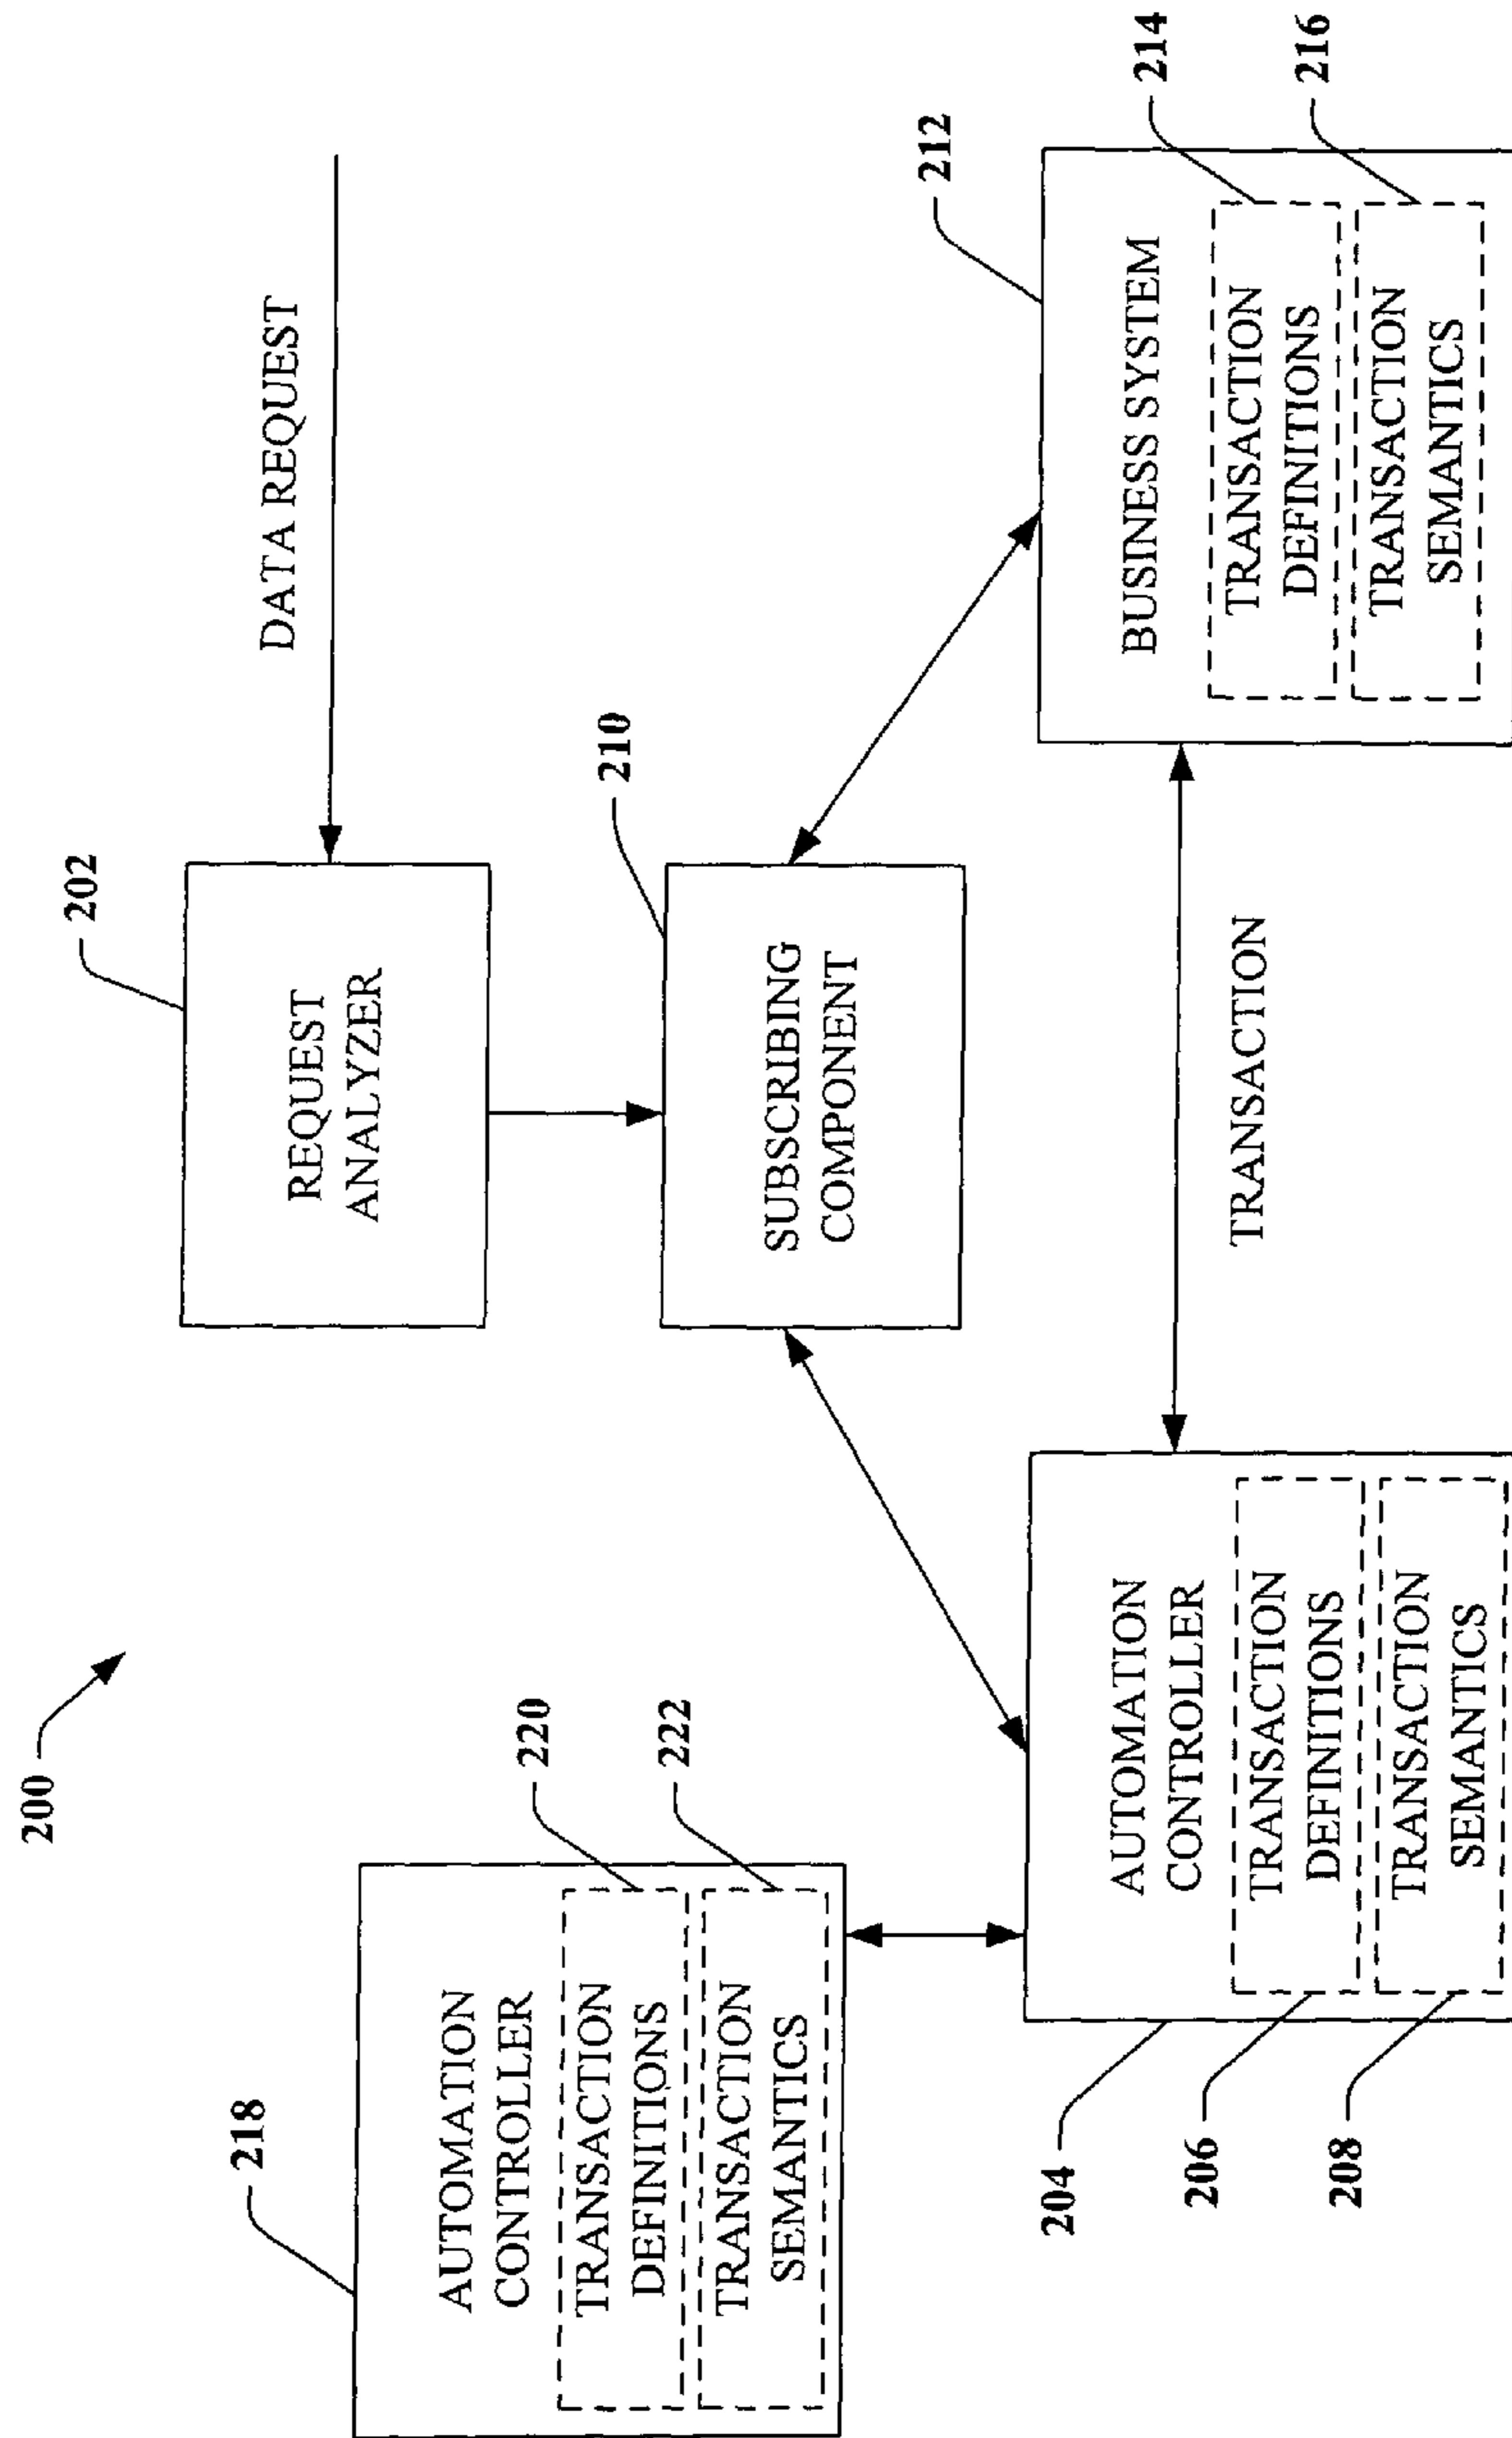 200
DATA REQUEST
202
REQUEST
ANALYZER
218
AUTOMATION
CONTROLLER
TRANSACTION
DEFINITIONS
TRANSACTION
SEMANTICS
220
222
210
SUBSCRIBING
COMPONENT
212
BUSINESS SYSTEM
TRANSACTION
DEFINITIONS
TRANSACTION
SEMANTICS
214
216
TRANSACTION
204
206
208
AUTOMATION
CONTROLLER
TRANSACTION
DEFINITIONS
TRANSACTION
SEMANTICS